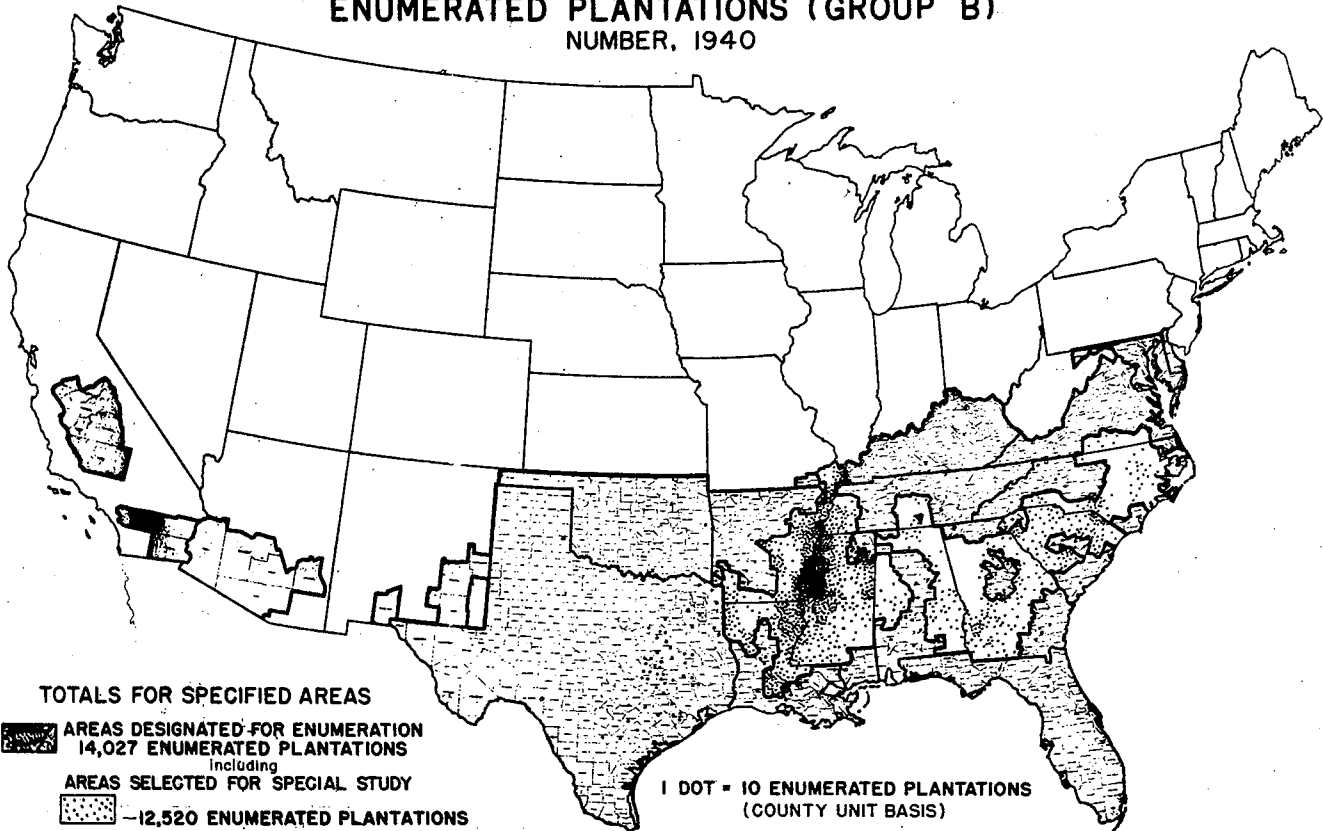 ENUMERATED PLANTATIONS (GROUP B)
NUMBER, 1940
TOTALS FOR SPECIFIED AREAS
AREAS DESIGNATED FOR ENUMERATION
14,027 ENUMERATED PLANTATIONS
including
AREAS SELECTED FOR SPECIAL STUDY
-12,520 ENUMERATED PLANTATIONS
1 DOT = 10 ENUMERATED PLANTATIONS
(COUNTY UNIT BASIS)